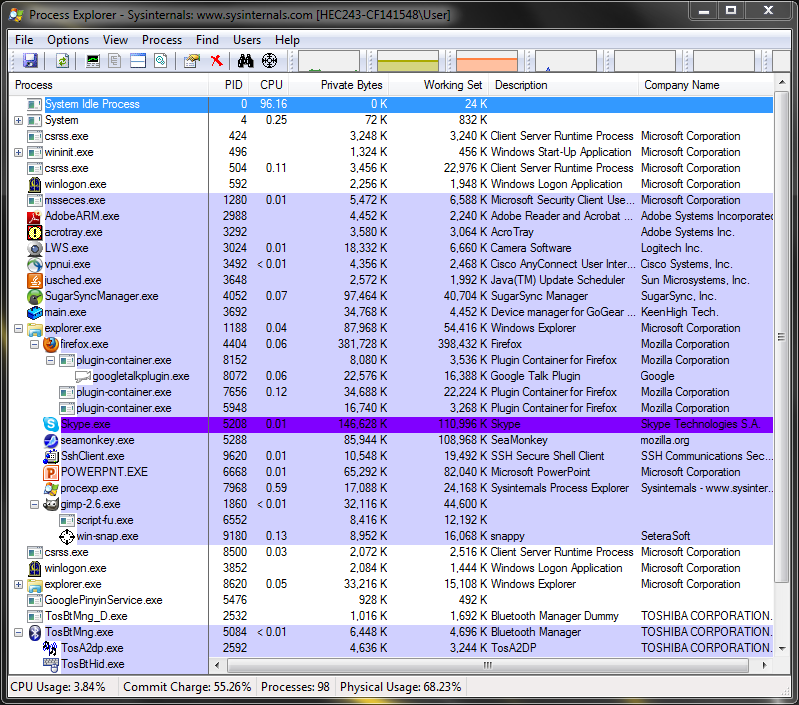 Process Explorer - Sysinternals: www.sysinternals.com [HEC243-CF141548\User]
File Options View Process Find Users Help
Process PID CPU Private Bytes Working Set Description Company Name
System Idle Process 0 96.16 0 K 24 K
System 4 0.25 72 K 832 K
csrss.exe 424 3,248 K 3,240 K Client Server Runtime Process Microsoft Corporation
wininit.exe 496 1,324 K 456 K Windows Start-Up Application Microsoft Corporation
csrss.exe 504 0.11 3,456 K 22,976 K Client Server Runtime Process Microsoft Corporation
winlogon.exe 592 2,256 K 1,948 K Windows Logon Application Microsoft Corporation
msseces.exe 1280 0.01 5,472 K 6,588 K Microsoft Security Client Use... Microsoft Corporation
AdobeARM.exe 2988 4,452 K 2,240 K Adobe Reader and Acrobat ... Adobe Systems Incorporated
acrotray.exe 3292 3,580 K 3,064 K AcroTray Adobe Systems Inc.
LWS.exe 3024 0.01 18,332 K 6,660 K Camera Software Logitech Inc.
vpnui.exe 3492 < 0.01 4,356 K 2,468 K Cisco AnyConnect User Inter... Cisco Systems, Inc.
jusched.exe 3648 2,572 K 1,992 K Java(TM) Update Scheduler Sun Microsystems, Inc.
SugarSyncManager.exe 4052 0.07 97,464 K 40,704 K SugarSync Manager SugarSync, Inc.
main.exe 3692 34,768 K 4,452 K Device manager for GoGear ... KeenHigh Tech.
explorer.exe 1188 0.04 87,968 K 54,416 K Windows Explorer Microsoft Corporation
firefox.exe 4404 0.06 381,728 K 398,432 K Firefox Mozilla Corporation
plugin-container.exe 8152 8,080 K 3,536 K Plugin Container for Firefox Mozilla Corporation
googletalkplugin.exe 8072 0.06 22,576 K 16,388 K Google Talk Plugin Google
plugin-container.exe 7656 0.12 34,688 K 22,224 K Plugin Container for Firefox Mozilla Corporation
plugin-container.exe 5948 16,740 K 3,268 K Plugin Container for Firefox Mozilla Corporation
Skype.exe 5208 0.01 146,628 K 110,996 K Skype Skype Technologies S.A.
seamonkey.exe 5288 85,944 K 108,968 K SeaMonkey mozilla.org
SshClient.exe 9620 0.01 10,548 K 19,492 K SSH Secure Shell Client SSH Communications Sec...
POWERPNT.EXE 6668 0.01 65,292 K 82,040 K Microsoft PowerPoint Microsoft Corporation
procexp.exe 7968 0.59 17,088 K 24,168 K Sysinternals Process Explorer Sysinternals - www.sysinter...
gimp-2.6.exe 1860 < 0.01 32,116 K 44,600 K
script-fu.exe 6552 8,416 K 12,192 K
win-snap.exe 9180 0.13 8,952 K 16,068 K snappy SeteraSoft
csrss.exe 8500 0.03 2,072 K 2,516 K Client Server Runtime Process Microsoft Corporation
winlogon.exe 3852 2,084 K 1,444 K Windows Logon Application Microsoft Corporation
explorer.exe 8620 0.05 33,216 K 15,108 K Windows Explorer Microsoft Corporation
GooglePinyinService.exe 5476 928 K 492 K
TosBtMng_D.exe 2532 1,016 K 1,692 K Bluetooth Manager Dummy TOSHIBA CORPORATION.
TosBtMng.exe 5084 < 0.01 6,448 K 4,696 K Bluetooth Manager TOSHIBA CORPORATION.
TosA2dp.exe 2592 4,636 K 3,244 K TosA2DP TOSHIBA CORPORATION.
TosBtHid.exe
CPU Usage: 3.84% Commit Charge: 55.26% Processes: 98 Physical Usage: 68.23%